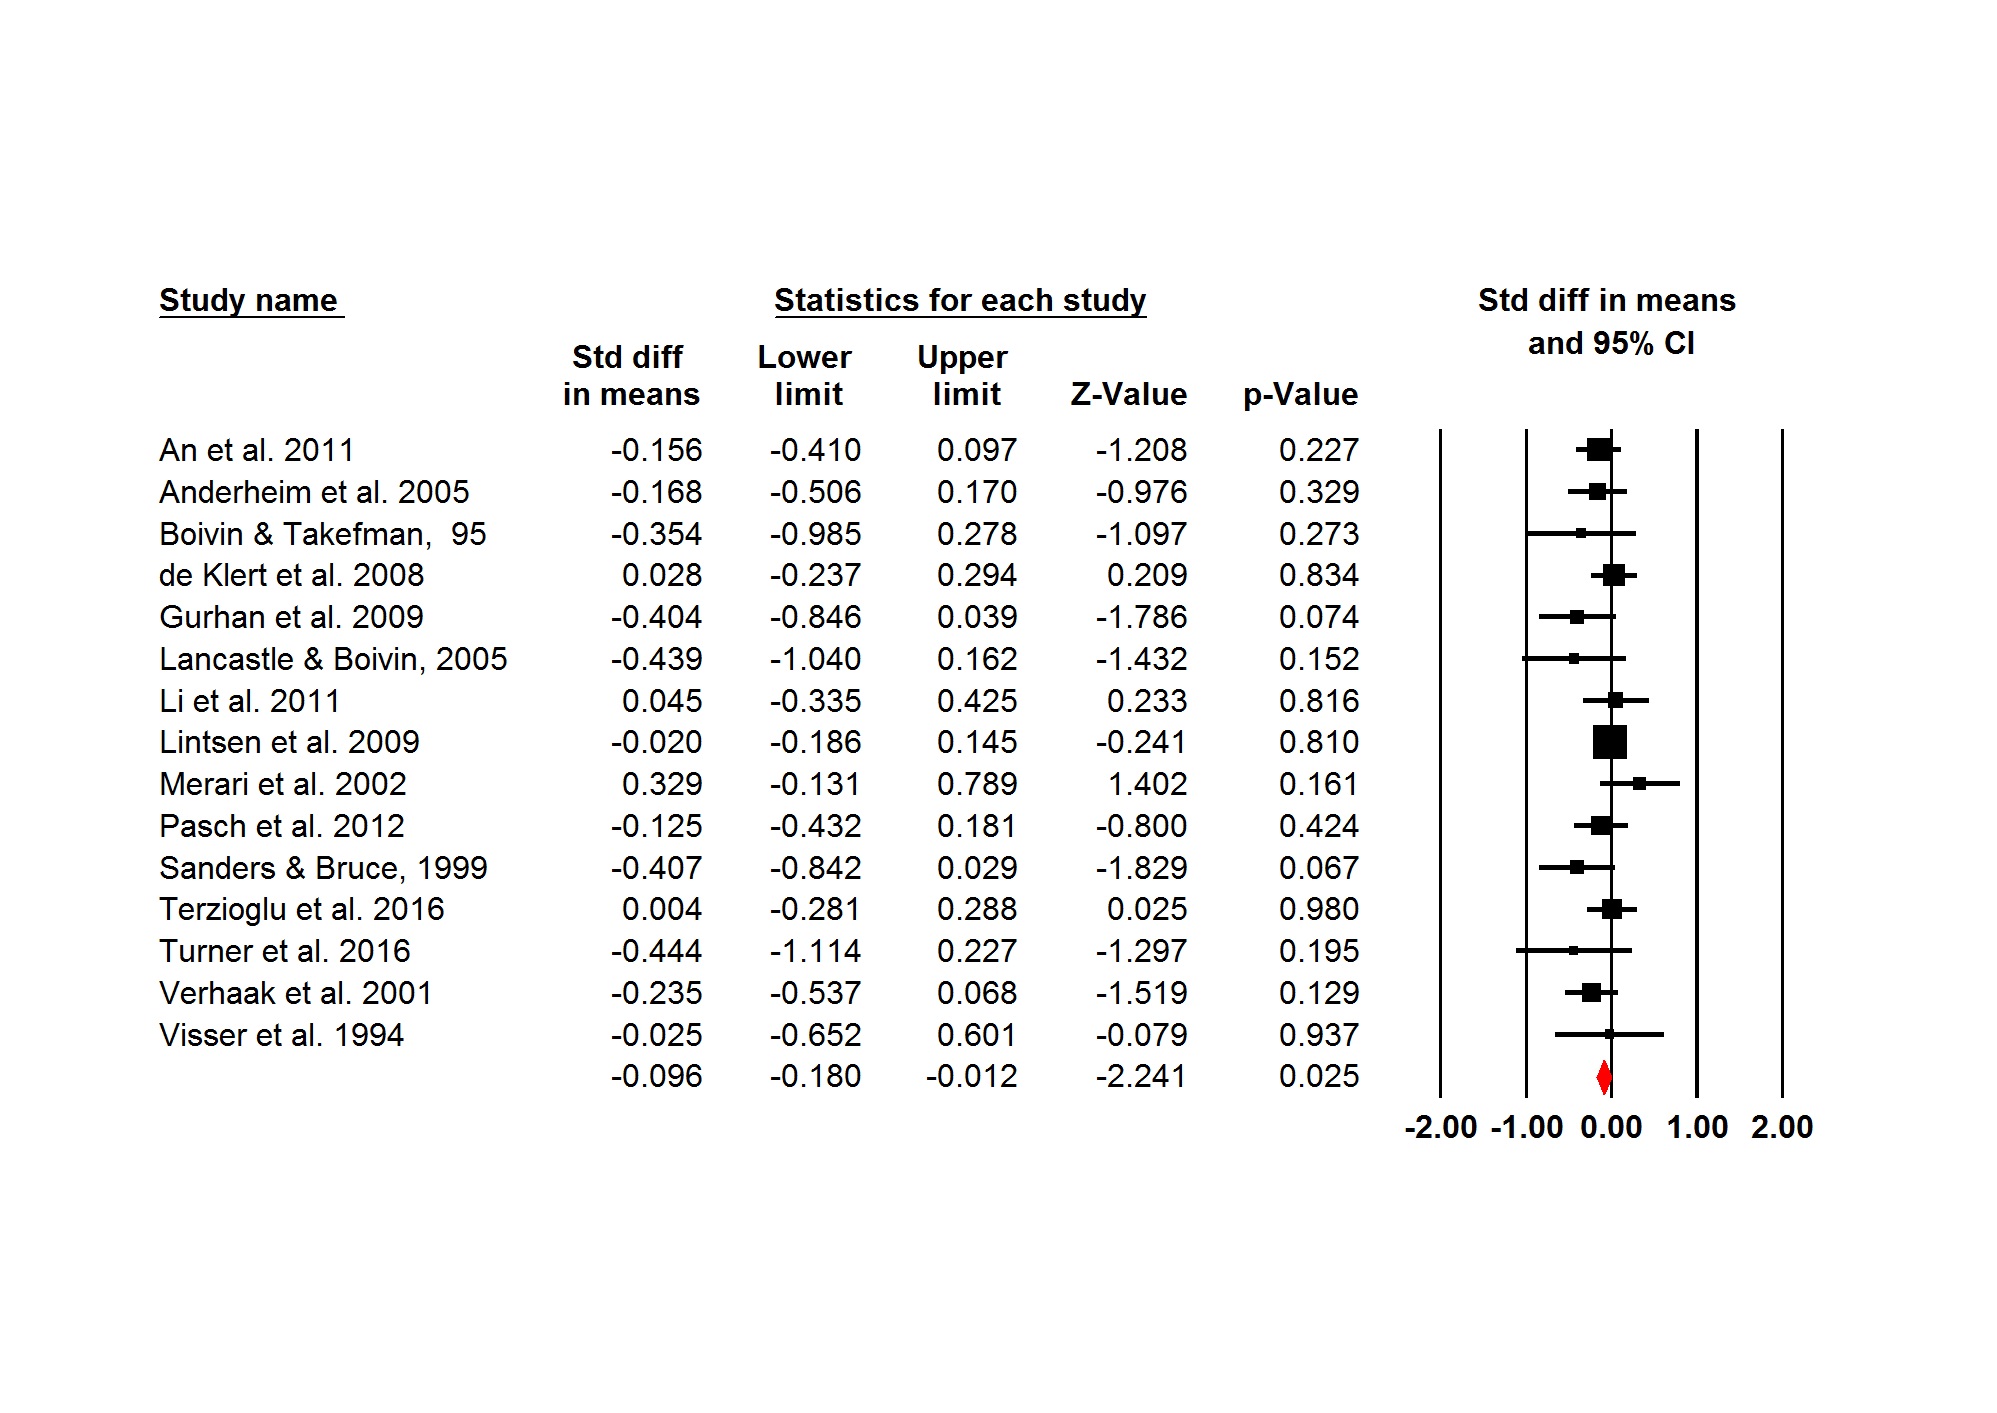 Study name Statistics for each study Std diff in means
and 95% CI
Std diff Lower Upper
in means limit limit Z-Value p-Value
An et al. 2011 -0.156 -0.410 0.097 -1.208 0.227
Anderheim et al. 2005 -0.168 -0.506 0.170 -0.976 0.329
Boivin & Takefman, 95 -0.354 -0.985 0.278 -1.097 0.273
de Klert et al. 2008 0.028 -0.237 0.294 0.209 0.834
Gurhan et al. 2009 -0.404 -0.846 0.039 -1.786 0.074
Lancastle & Boivin, 2005 -0.439 -1.040 0.162 -1.432 0.152
Li et al. 2011 0.045 -0.335 0.425 0.233 0.816
Lintsen et al. 2009 -0.020 -0.186 0.145 -0.241 0.810
Merari et al. 2002 0.329 -0.131 0.789 1.402 0.161
Pasch et al. 2012 -0.125 -0.432 0.181 -0.800 0.424
Sanders & Bruce, 1999 -0.407 -0.842 0.029 -1.829 0.067
Terzioglu et al. 2016 0.004 -0.281 0.288 0.025 0.980
Turner et al. 2016 -0.444 -1.114 0.227 -1.297 0.195
Verhaak et al. 2001 -0.235 -0.537 0.068 -1.519 0.129
Visser et al. 1994 -0.025 -0.652 0.601 -0.079 0.937
-0.096 -0.180 -0.012 -2.241 0.025
-2.00 -1.00 0.00 1.00 2.00